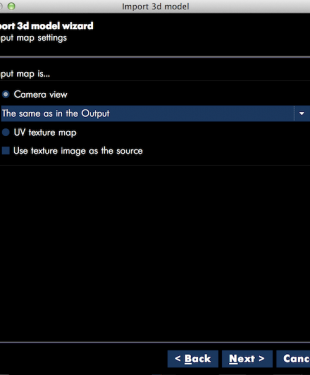 Import 3d model
port 3d model wizard
put map settings
put map is...
Camera view
The same as in the Output
UV texture map
Use texture image as the source
< Back
Next >
Canc